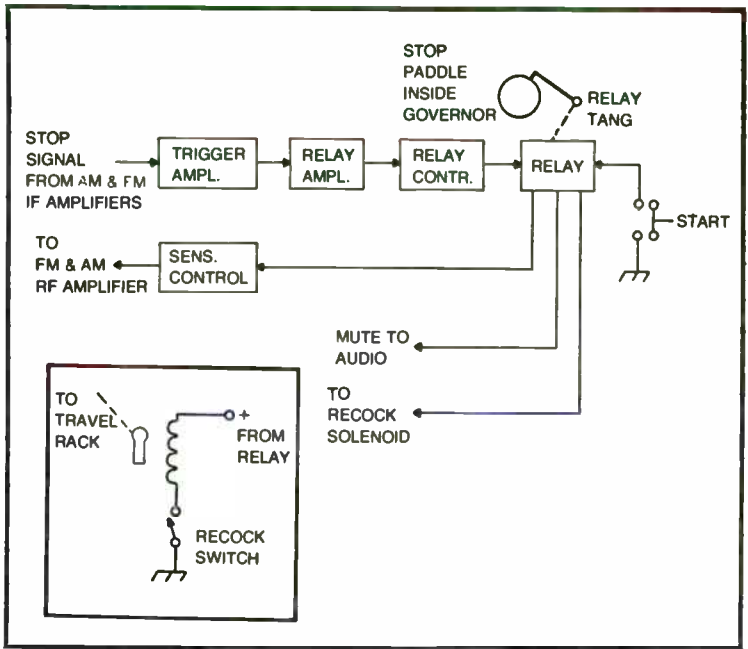 STOP
PADDLE
INSIDE
GOVERNOR
RELAY
TANG
STOP
SIGNAL
FROM AM & FM
IF AMPLIFIERS
TRIGGER
AMPL.
RELAY
AMPL.
RELAY
CONTR.
RELAY
START
TO
FM & AM
RF AMPLIFIER
SENS.
CONTROL
MUTE TO
AUDIO
TO
RECOCK
SOLENOID
TO
TRAVEL
RACK
+
FROM
RELAY
RECOCK
SWITCH